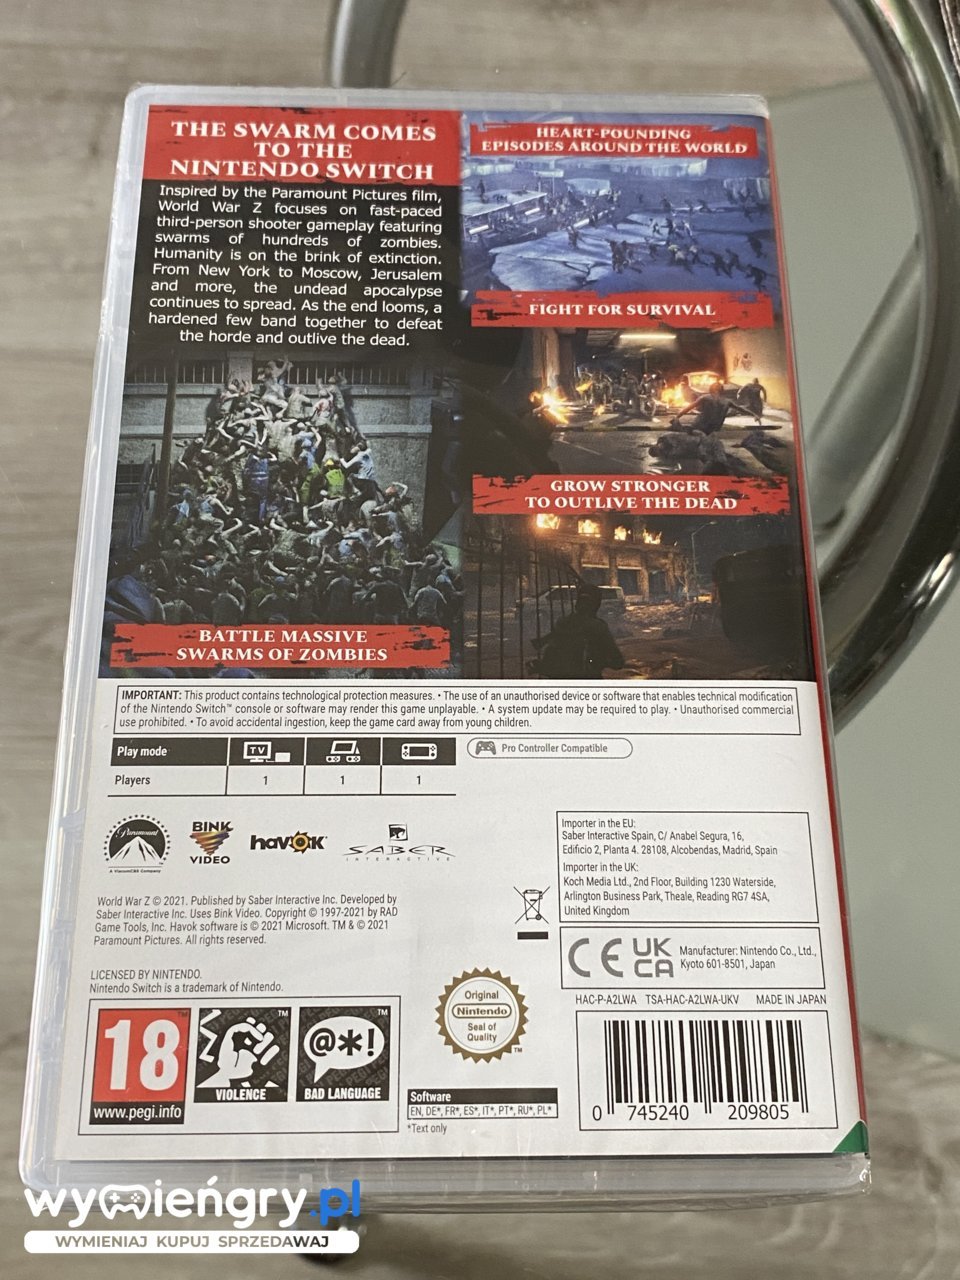 THE SWARM COMES
TO THE
NINTENDO SWITCH
Inspired by the Paramount Pictures film,
World War Z focuses on fast-paced
third-person shooter gameplay featuring
swarms of hundreds of zombies.
Humanity is on the brink of extinction.
From New York to Moscow, Jerusalem
and more, the undead apocalypse
continues to spread. As the end looms, a
hardened few band together to defeat
the horde and outlive the dead.
HEART-POUNDING
EPISODES AROUND THE WORLD
FIGHT FOR SURVIVAL
GROW STRONGER
TO OUTLIVE THE DEAD
BATTLE MASSIVE
SWARMS OF ZOMBIES
IMPORTANT: This product contains technological protection measures. • The use of an unauthorised device or software that enables technical modification
of the Nintendo Switch™ console or software may render this game unplayable. • A system update may be required to play. • Unauthorised commercial
use prohibited. • To avoid accidental ingestion, keep the game card away from young children.
Play mode
TV
Pro Controller Compatible
Players 1 1 1
Paramount
A ViacomCBS Company
BINK
VIDEO
havok
SABER
INTERACTIVE
Importer in the EU:
Saber Interactive Spain, C/ Anabel Segura, 16,
Edificio 2, Planta 4. 28108, Alcobendas, Madrid, Spain
Importer in the UK:
Koch Media Ltd., 2nd Floor, Building 1230 Waterside,
Arlington Business Park, Theale, Reading RG7 4SA,
United Kingdom
World War Z © 2021. Published by Saber Interactive Inc. Developed by
Saber Interactive Inc. Uses Bink Video. Copyright © 1997-2021 by RAD
Game Tools, Inc. Havok software is © 2021 Microsoft. TM & © 2021
Paramount Pictures. All rights reserved.
CE UK
CA
Manufacturer: Nintendo Co., Ltd.,
Kyoto 601-8501, Japan
LICENSED BY NINTENDO.
Nintendo Switch is a trademark of Nintendo.
HAC-P-A2LWA TSA-HAC-A2LWA-UKV MADE IN JAPAN
Original
Nintendo
Seal of
Quality
TM
18
TM
www.pegi.info
TM
VIOLENCE
@*!
TM
BAD LANGUAGE
Software
EN, DE*, FR*, ES*, IT*, PT*, RU*, PL*
*Text only
0 745240 209805
wymieńgry.pl
WYMIENIAJ KUPUJ SPRZEDAWAJ